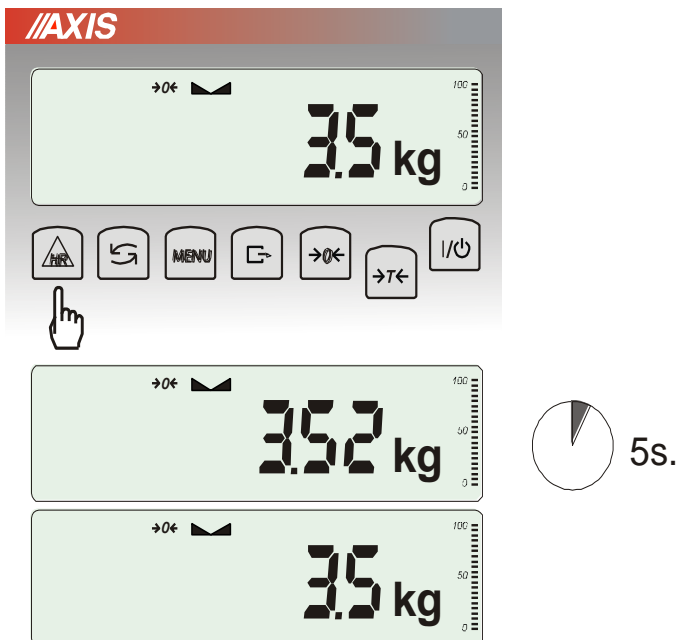 //AXIS
→0← 100
3.5 kg 50
0
HR MENU →0← →T← I/⏻
→0← 100
3.52 kg 50
0
5s.
→0← 100
3.5 kg 50
0